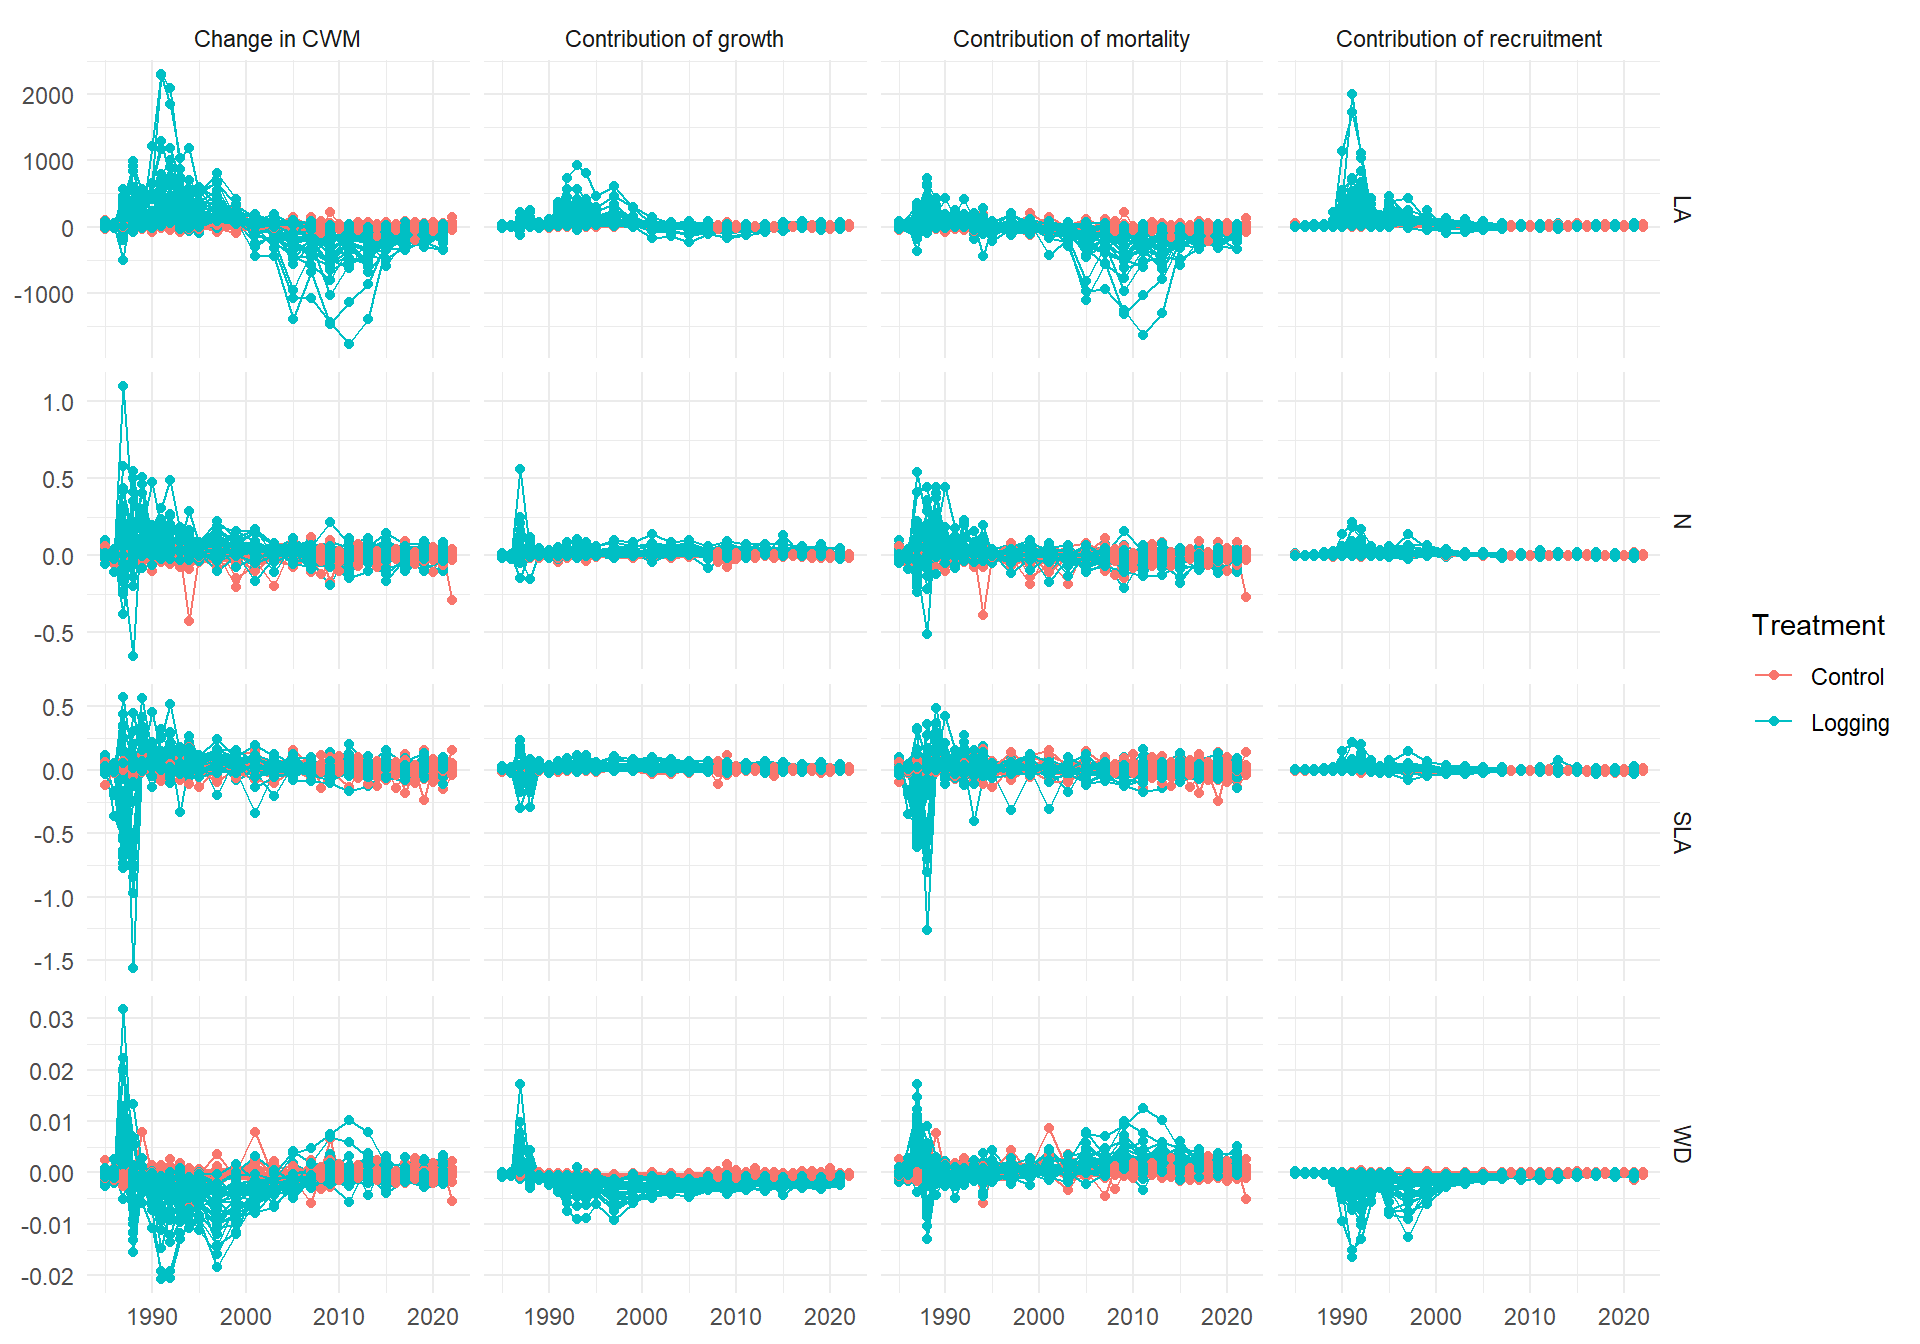 Change in CWM
Contribution of growth
Contribution of mortality
Contribution of recruitment
2000
1000
0
-1000
LA
1.0
0.5
0.0
-0.5
N
0.5
0.0
-0.5
-1.0
-1.5
SLA
0.03
0.02
0.01
0.00
-0.01
-0.02
WD
1990 2000 2010 2020
1990 2000 2010 2020
1990 2000 2010 2020
1990 2000 2010 2020
Treatment
Control
Logging